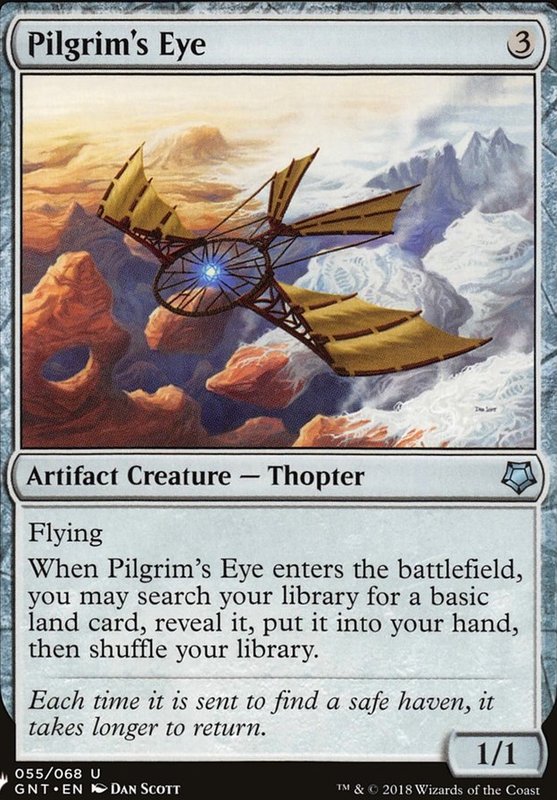 Pilgrim's Eye 3
Dan Scott
Artifact Creature — Thopter
Flying
When Pilgrim's Eye enters the battlefield,
you may search your library for a basic
land card, reveal it, put it into your hand,
then shuffle your library.
Each time it is sent to find a safe haven, it
takes longer to return.
1/1
055/068 U
GNT • EN Dan Scott
™ & © 2018 Wizards of the Coast